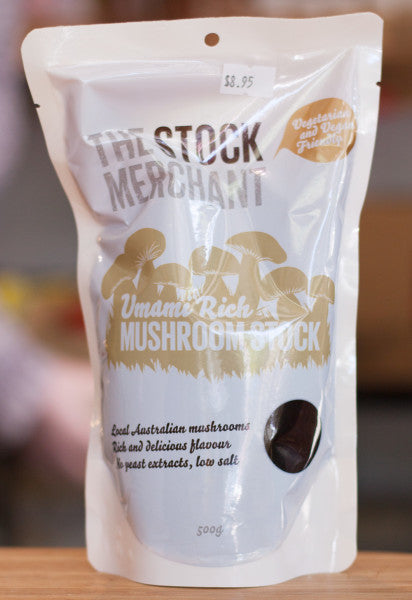 $8.95
THE STOCK
MERCHANT
Vegetarian
and Vegan
Friendly
Umami Rich
MUSHROOM STOCK
Local Australian mushrooms
Rich and delicious flavour
No yeast extracts, low salt
500g